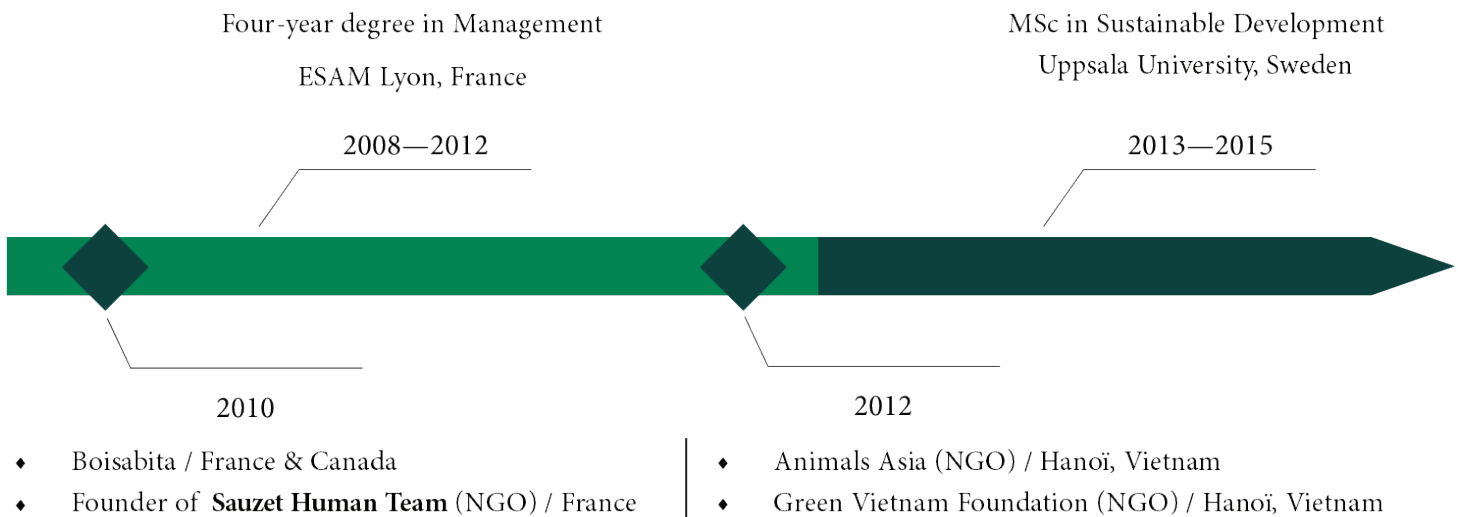 Four-year degree in Management
ESAM Lyon, France
2008—2012
MSc in Sustainable Development
Uppsala University, Sweden
2013—2015
2010
♦ Boisabita / France & Canada
♦ Founder of Sauzet Human Team (NGO) / France
2012
♦ Animals Asia (NGO) / Hanoï, Vietnam
♦ Green Vietnam Foundation (NGO) / Hanoï, Vietnam